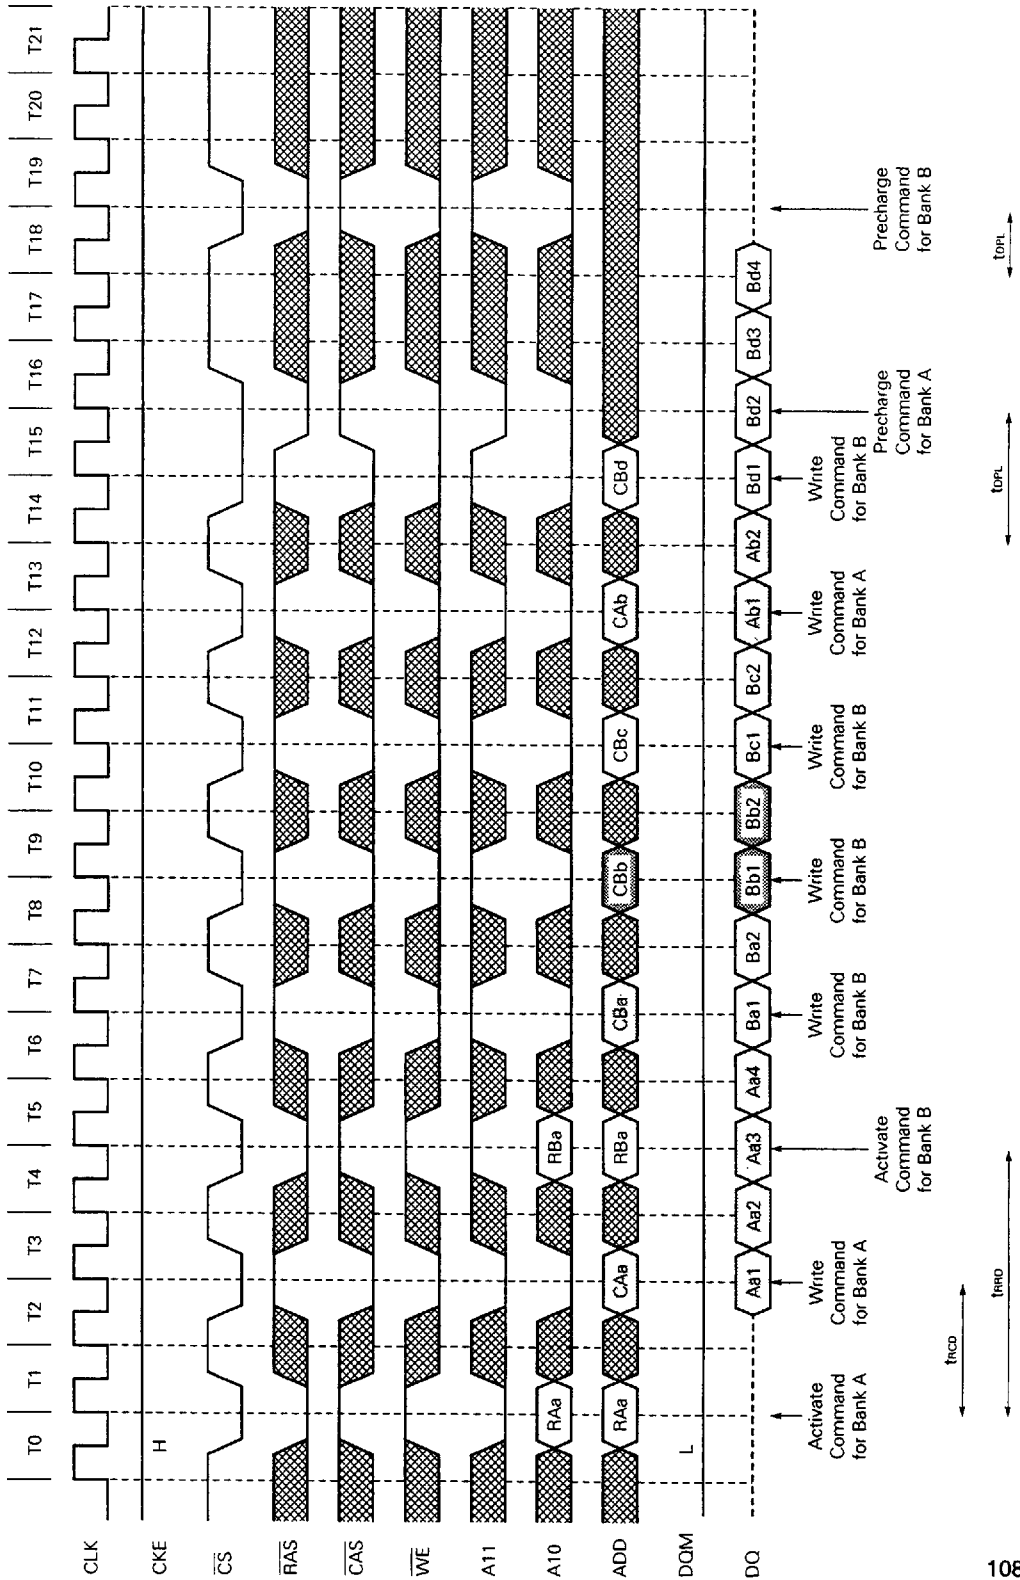 T0 T1 T2 T3 T4 T5 T6 T7 T8 T9 T10 T11 T12 T13 T14 T15 T16 T17 T18 T19 T20 T21
CLK
CKE H
CS
RAS
CAS
WE
A11
A10 RAa RBa
ADD RAa CAa RBa CBa CBb CBc CAb CBd
DQM L
DQ Aa1 Aa2 Aa3 Aa4 Ba1 Ba2 Bb1 Bb2 Bc1 Bc2 Ab1 Ab2 Bd1 Bd2 Bd3 Bd4
Activate
Command
for Bank A
Write
Command
for Bank A
Activate
Command
for Bank B
Write
Command
for Bank B
Write
Command
for Bank B
Write
Command
for Bank B
Write
Command
for Bank A
Write
Command
for Bank B
Precharge
Command
for Bank A
Precharge
Command
for Bank B
tRCD
tRRD
tDPL
tDPL
108